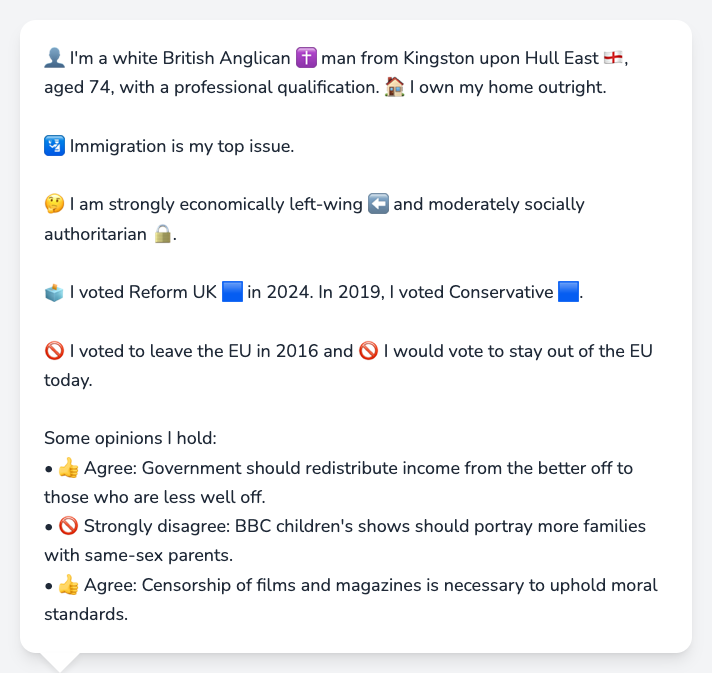 👤 I'm a white British Anglican ✝️ man from Kingston upon Hull East 🏴󠁧󠁢󠁥󠁮󠁧󠁿,
aged 74, with a professional qualification. 🏠 I own my home outright.
🛂 Immigration is my top issue.
🤔 I am strongly economically left-wing ⬅️ and moderately socially
authoritarian 🔒.
🗳️ I voted Reform UK 🟦 in 2024. In 2019, I voted Conservative 🟦.
🚫 I voted to leave the EU in 2016 and 🚫 I would vote to stay out of the EU
today.
Some opinions I hold:
• 👍 Agree: Government should redistribute income from the better off to
those who are less well off.
• 🚫 Strongly disagree: BBC children's shows should portray more families
with same-sex parents.
• 👍 Agree: Censorship of films and magazines is necessary to uphold moral
standards.